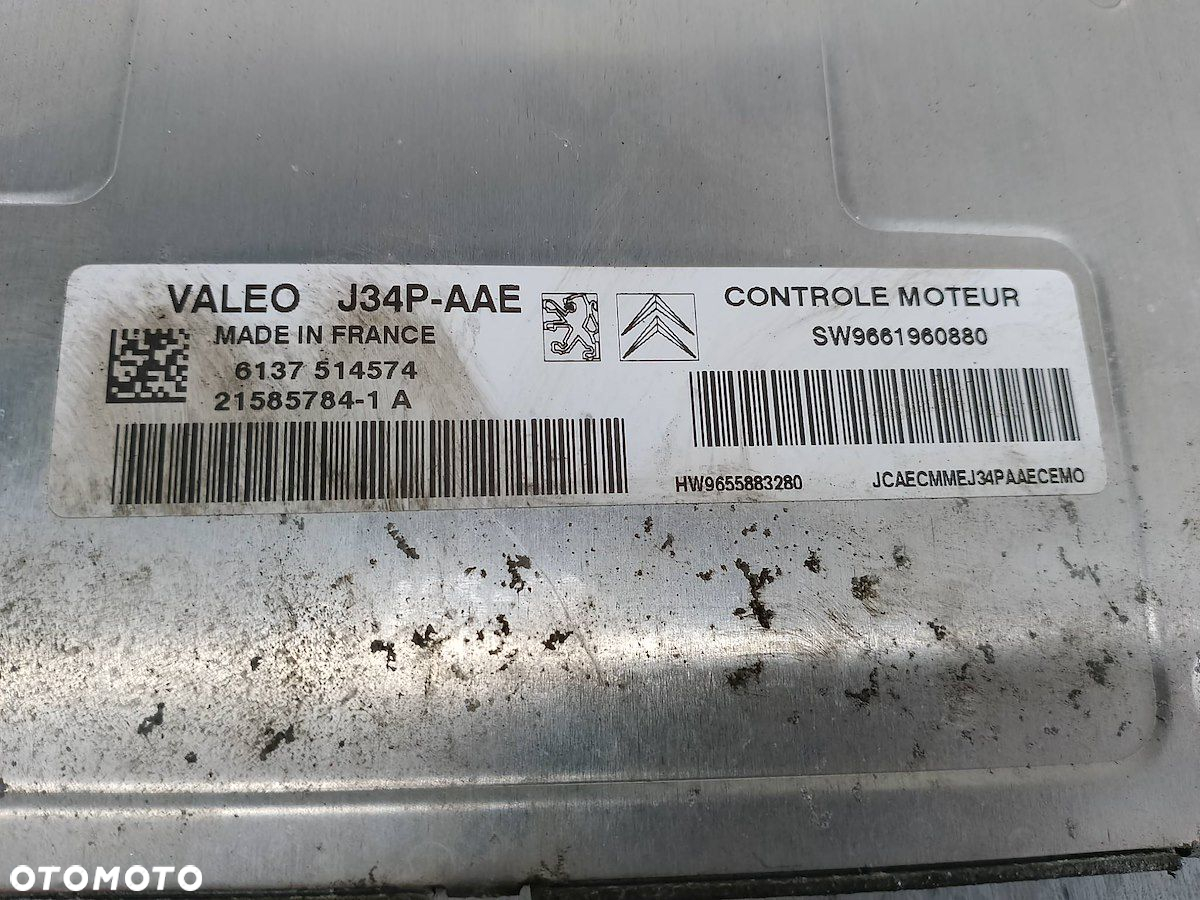 VALEO J34P-AAE
MADE IN FRANCE
6137 514574
21585784-1 A
CONTROLE MOTEUR
SW9661960880
HW9655883280
JCAECMMEJ34PAAECEMO
OTOMOTO